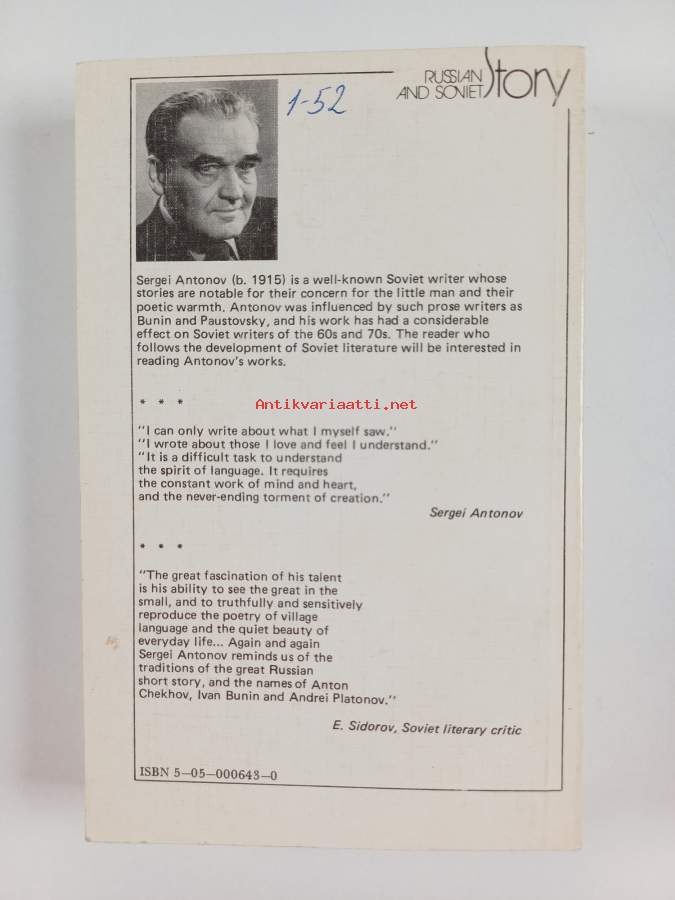 RUSSIAN
AND SOVIET Story
1-52
Sergei Antonov (b. 1915) is a well-known Soviet writer whose
stories are notable for their concern for the little man and their
poetic warmth. Antonov was influenced by such prose writers as
Bunin and Paustovsky, and his work has had a considerable
effect on Soviet writers of the 60s and 70s. The reader who
follows the development of Soviet literature will be interested in
reading Antonov's works.
* * *
Antikvariaatti.net
"I can only write about what I myself saw."
"I wrote about those I love and feel I understand."
"It is a difficult task to understand
the spirit of language. It requires
the constant work of mind and heart,
and the never-ending torment of creation."
Sergei Antonov
* * *
"The great fascination of his talent
is his ability to see the great in the
small, and to truthfully and sensitively
reproduce the poetry of village
language and the quiet beauty of
everyday life... Again and again
Sergei Antonov reminds us of the
traditions of the great Russian
short story, and the names of Anton
Chekhov, Ivan Bunin and Andrei Platonov."
E. Sidorov, Soviet literary critic
ISBN 5—05—000643—0